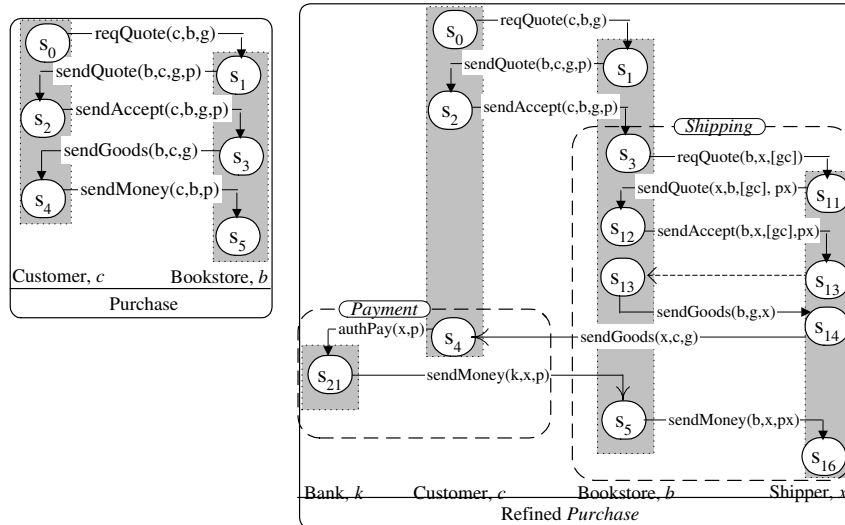 s0 reqQuote(c,b,g)
sendQuote(b,c,g,p) s1
s2 sendAccept(c,b,g,p)
sendGoods(b,c,g) s3
s4 sendMoney(c,b,p)
s5
Customer, c Bookstore, b
Purchase
s0 reqQuote(c,b,g)
sendQuote(b,c,g,p) s1
s2 sendAccept(c,b,g,p)
Shipping
s3 reqQuote(b,x,[gc])
sendQuote(x,b,[gc], px) s11
s12 sendAccept(b,x,[gc],px)
s13 s13
Payment sendGoods(b,g,x)
authPay(x,p) s4 sendGoods(x,c,g) s14
s21 sendMoney(k,x,p)
s5 sendMoney(b,x,px)
s16
Bank, k Customer, c Bookstore, b Shipper, x
Refined Purchase